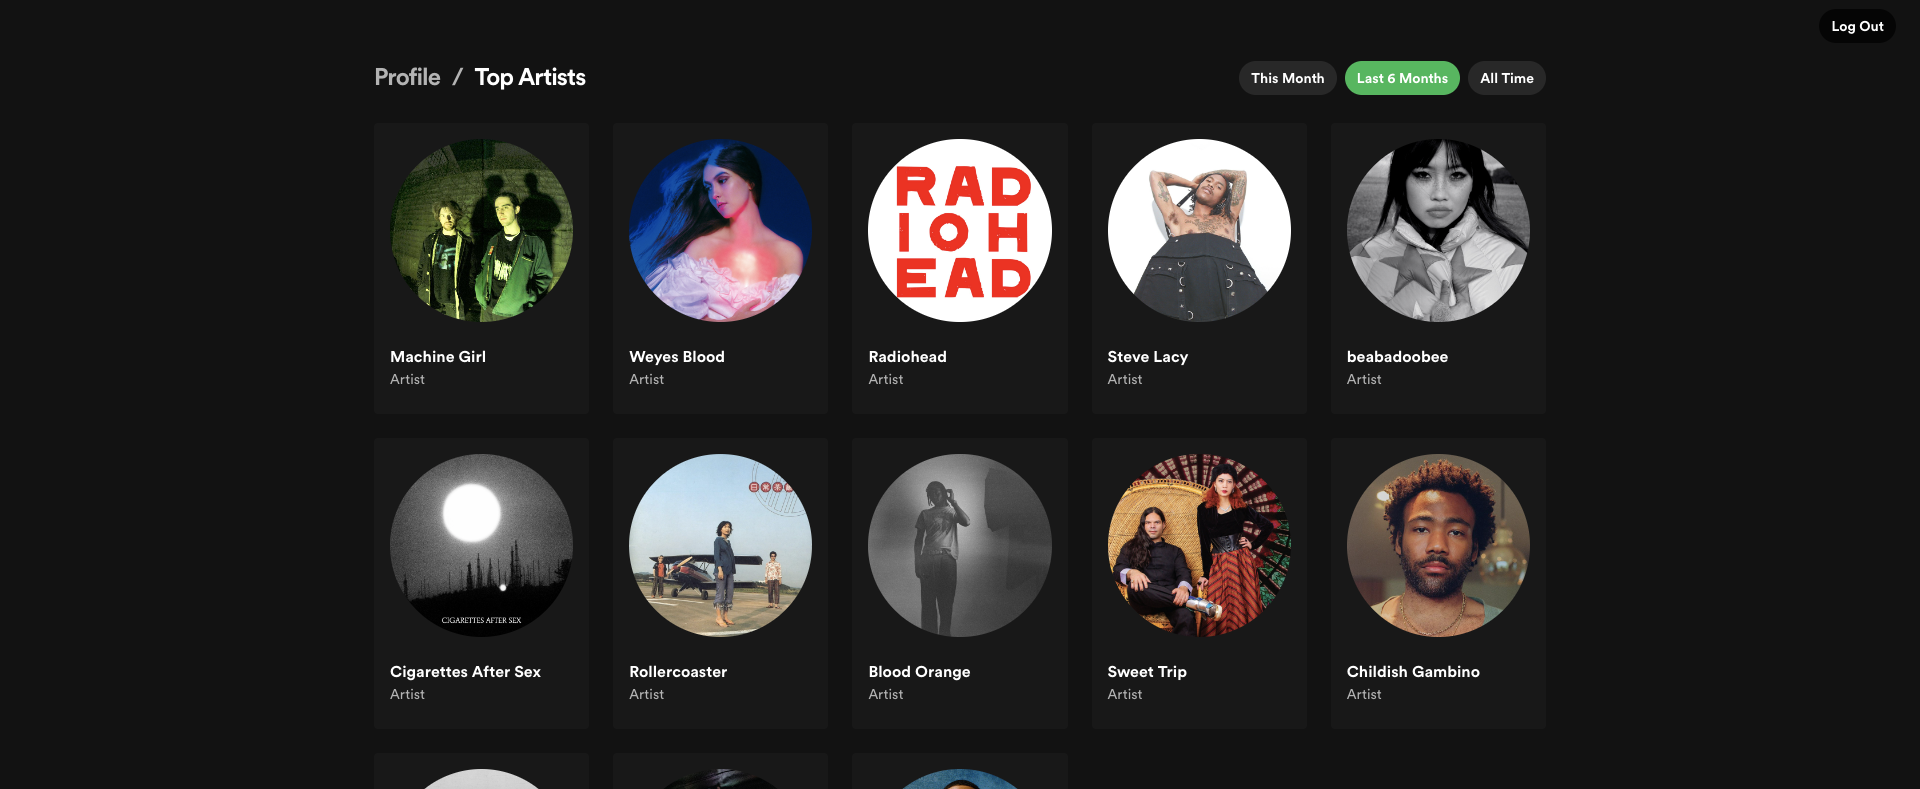 Log Out
Profile / Top Artists
This Month
Last 6 Months
All Time
RAD
IOH
EAD
Machine Girl
Artist
Weyes Blood
Artist
Radiohead
Artist
Steve Lacy
Artist
beabadoobee
Artist
CIGARETTES AFTER SEX
Cigarettes After Sex
Artist
Rollercoaster
Artist
Blood Orange
Artist
Sweet Trip
Artist
Childish Gambino
Artist